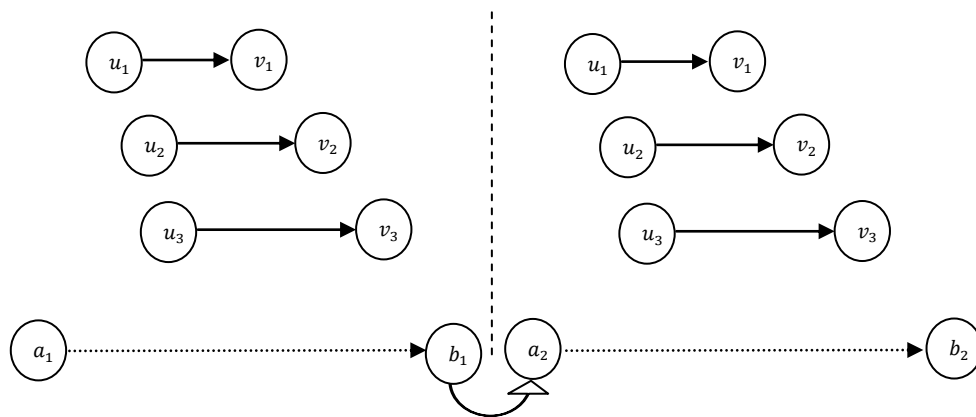 u₁ v₁ u₁ v₁
u₂ v₂ u₂ v₂
u₃ v₃ u₃ v₃
a₁ b₁ a₂ b₂